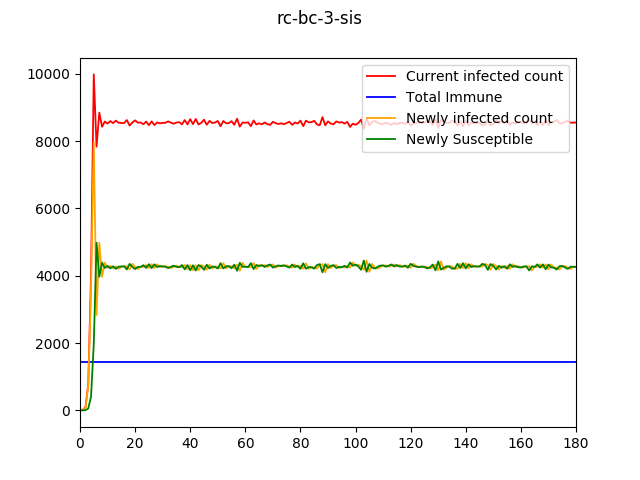 rc-bc-3-sis
Current infected count
Total Immune
Newly infected count
Newly Susceptible
10000
8000
6000
4000
2000
0
0 20 40 60 80 100 120 140 160 180